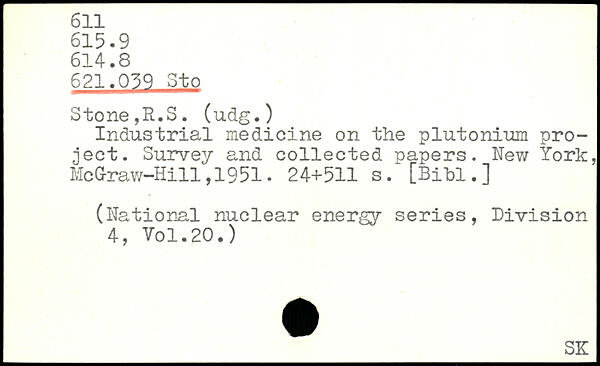 611
615.9
614.8
621.039 Sto
Stone,R.S. (udg.)
Industrial medicine on the plutonium pro-
ject. Survey and collected papers. New York,
McGraw-Hill,1951. 24+511 s. [Bibl.]
(National nuclear energy series, Division
4, Vol.20.)
SK